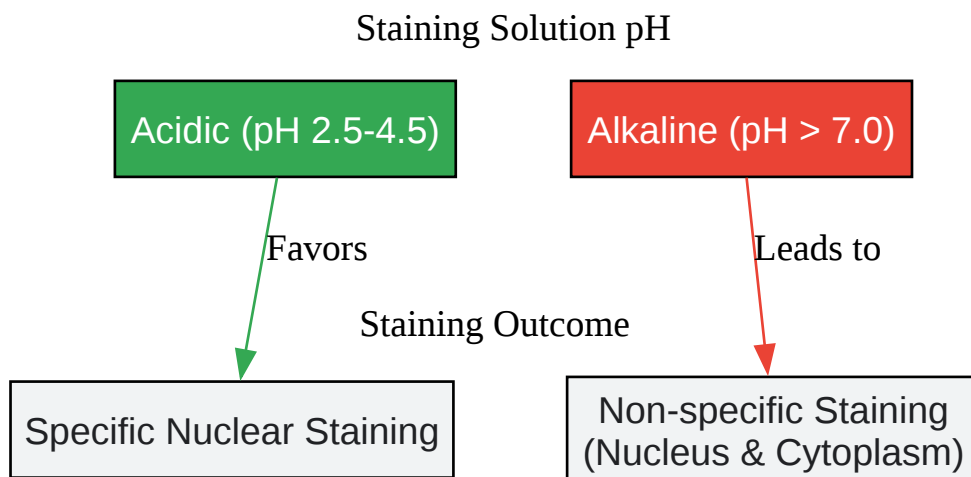 Staining Solution pH
Acidic (pH 2.5-4.5)
Alkaline (pH > 7.0)
Favors
Leads to
Staining Outcome
Specific Nuclear Staining
Non-specific Staining
(Nucleus & Cytoplasm)